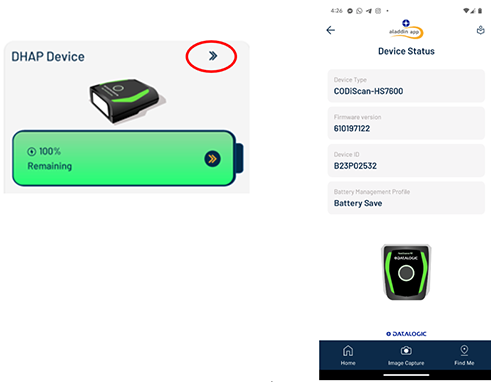 DHAP Device
100%
Remaining
4:26
aladdin app
Device Status
Device Type
CODiScan-HS7600
Firmware version
610197122
Device ID
B23P02532
Battery Management Profile
Battery Save
DATALOGIC
DATALOGIC
Home
Image Capture
Find Me